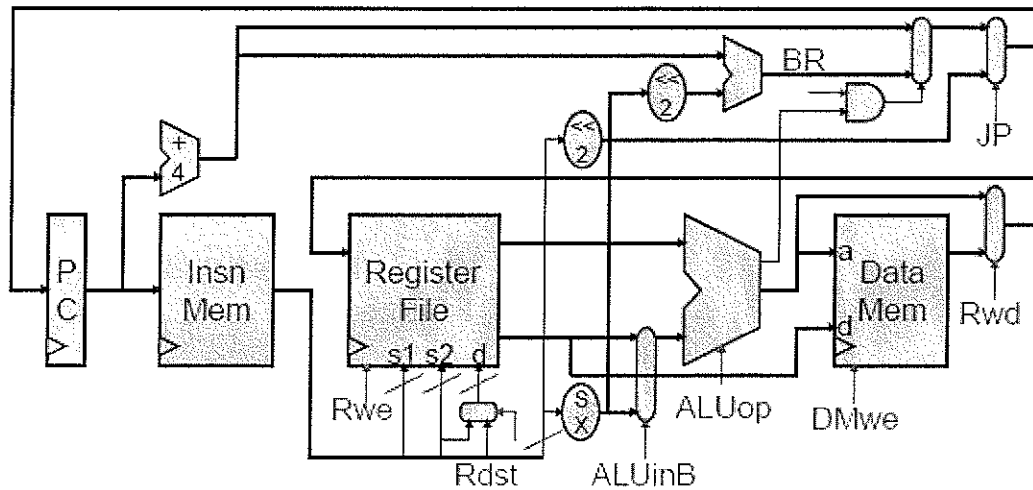 BR
<<
2
<<
2
JP
+
4
P
C
Insn
Mem
Register
File
a
Data
Mem
d
Rwd
s1 s2 d
Rwe
s
x
ALUop
DMwe
Rdst
ALUinB